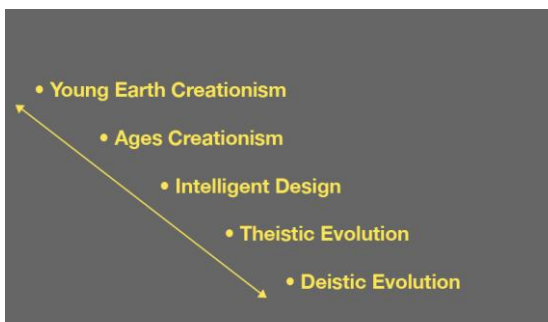 • Young Earth Creationism
• Ages Creationism
• Intelligent Design
• Theistic Evolution
• Deistic Evolution